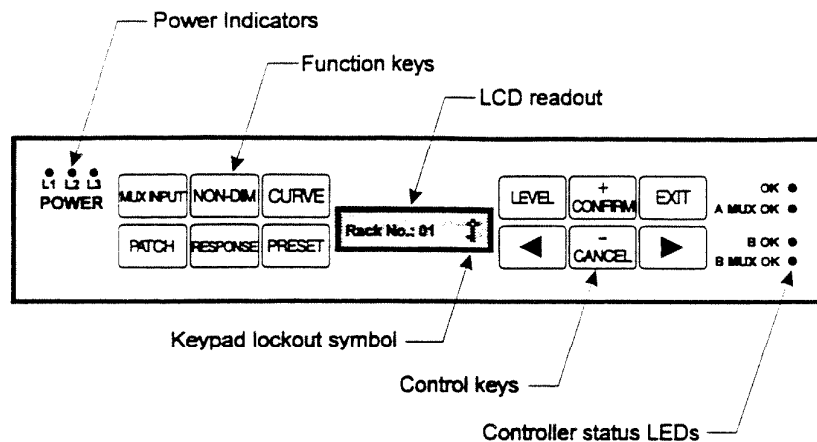 Power Indicators
Function keys
LCD readout
L1 L2 L3
POWER
MUX INPUT NON-DIM CURVE
PATCH RESPONSE PRESET
Rack No.: 01
LEVEL + CONFIRM EXIT
◀ - CANCEL ▶
OK
A MUX OK
B OK
B MUX OK
Keypad lockout symbol
Control keys
Controller status LEDs